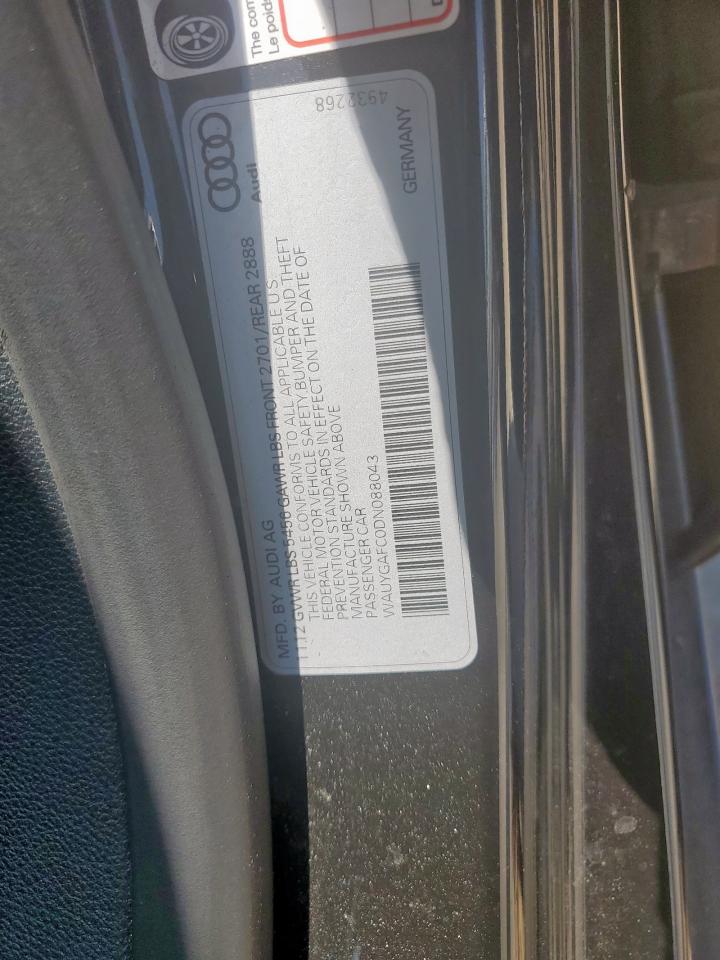 The com
Le poids
4932268
Audi
GERMANY
MFD. BY AUDI AG
11.12 GVWR LBS 5456 GAWR LBS FRONT 2701/REAR 2888
THIS VEHICLE CONFORMS TO ALL APPLICABLE U S
FEDERAL MOTOR VEHICLE SAFETY BUMPER AND THEFT
PREVENTION STANDARDS IN EFFECT ON THE DATE OF
MANUFACTURE SHOWN ABOVE
PASSENGER CAR
WAUYGAFC0DN088043